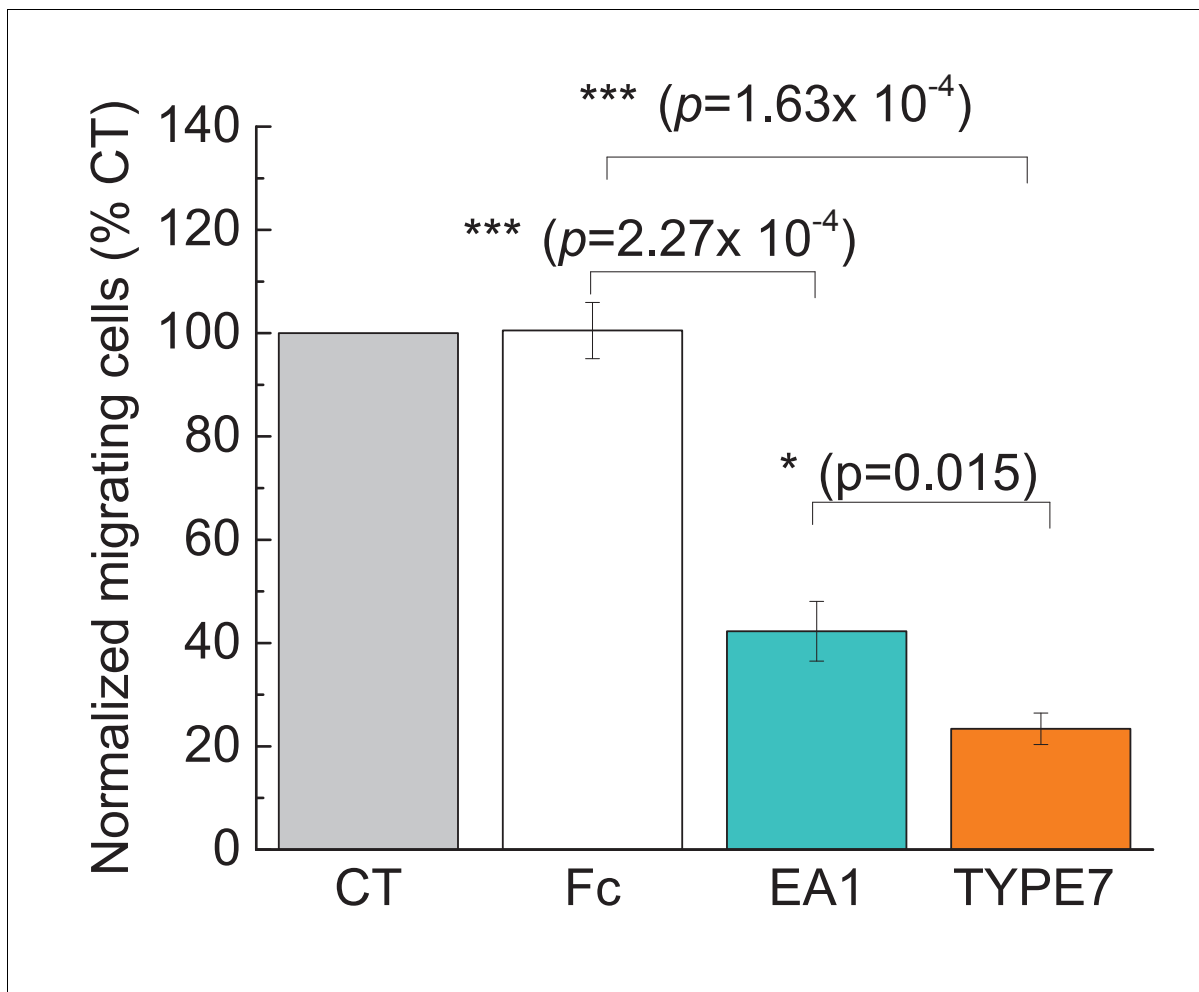 *** (p=1.63x 10-4)
140
120
*** (p=2.27x 10-4)
100
80
* (p=0.015)
60
40
20
0
Normalized migrating cells (% CT)
CT Fc EA1 TYPE7